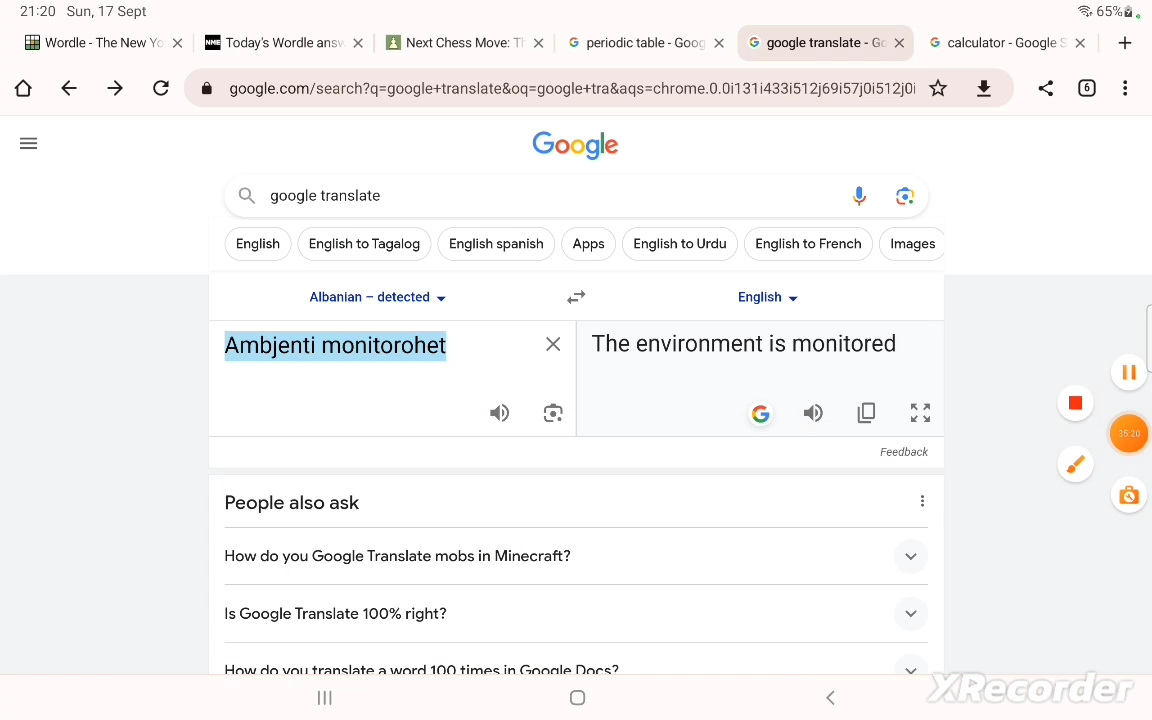 21:20 Sun, 17 Sept 65%
Wordle - The New Yo Today's Wordle answ Next Chess Move: Th periodic table - Goog google translate - Go calculator - Google S
google.com/search?q=google+translate&oq=google+tra&aqs=chrome.0.0i131i433i512j69i57j0i512j0i 6
Google
google translate
English English to Tagalog English spanish Apps English to Urdu English to French Images
Albanian – detected English
Ambjenti monitorohet The environment is monitored
Feedback
People also ask
How do you Google Translate mobs in Minecraft?
Is Google Translate 100% right?
How do you translate a word 100 times in Google Docs?
35:20
XRecorder